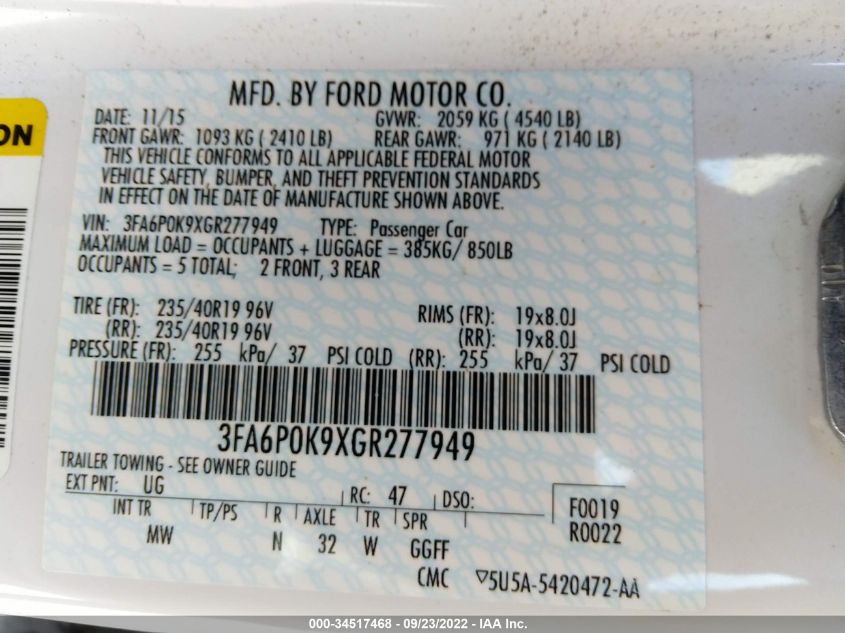 MFD. BY FORD MOTOR CO.
DATE: 11/15 GVWR: 2059 KG ( 4540 LB)
FRONT GAWR: 1093 KG ( 2410 LB) REAR GAWR: 971 KG ( 2140 LB)
THIS VEHICLE CONFORMS TO ALL APPLICABLE FEDERAL MOTOR
VEHICLE SAFETY, BUMPER, AND THEFT PREVENTION STANDARDS
IN EFFECT ON THE DATE OF MANUFACTURE SHOWN ABOVE.
VIN: 3FA6P0K9XGR277949 TYPE: Passenger Car
MAXIMUM LOAD = OCCUPANTS + LUGGAGE = 385KG/ 850LB
OCCUPANTS = 5 TOTAL; 2 FRONT, 3 REAR
TIRE (FR): 235/40R19 96V RIMS (FR): 19x8.0J
(RR): 235/40R19 96V (RR): 19x8.0J
PRESSURE (FR): 255 kPa/ 37 PSI COLD (RR): 255 kPa/ 37 PSI COLD
3FA6P0K9XGR277949
TRAILER TOWING - SEE OWNER GUIDE
EXT PNT: UG RC: 47 DSO: F0019
INT TR TP/PS R AXLE TR SPR R0022
MW N 32 W GGFF
CMC ▽5U5A-5420472-AA
ON
000-34517468 - 09/23/2022 - IAA Inc.